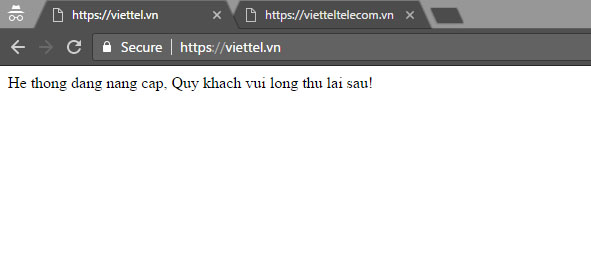 https://viettel.vn
https://vietteltelecom.vn
Secure https://viettel.vn
He thong dang nang cap, Quy khach vui long thu lai sau!